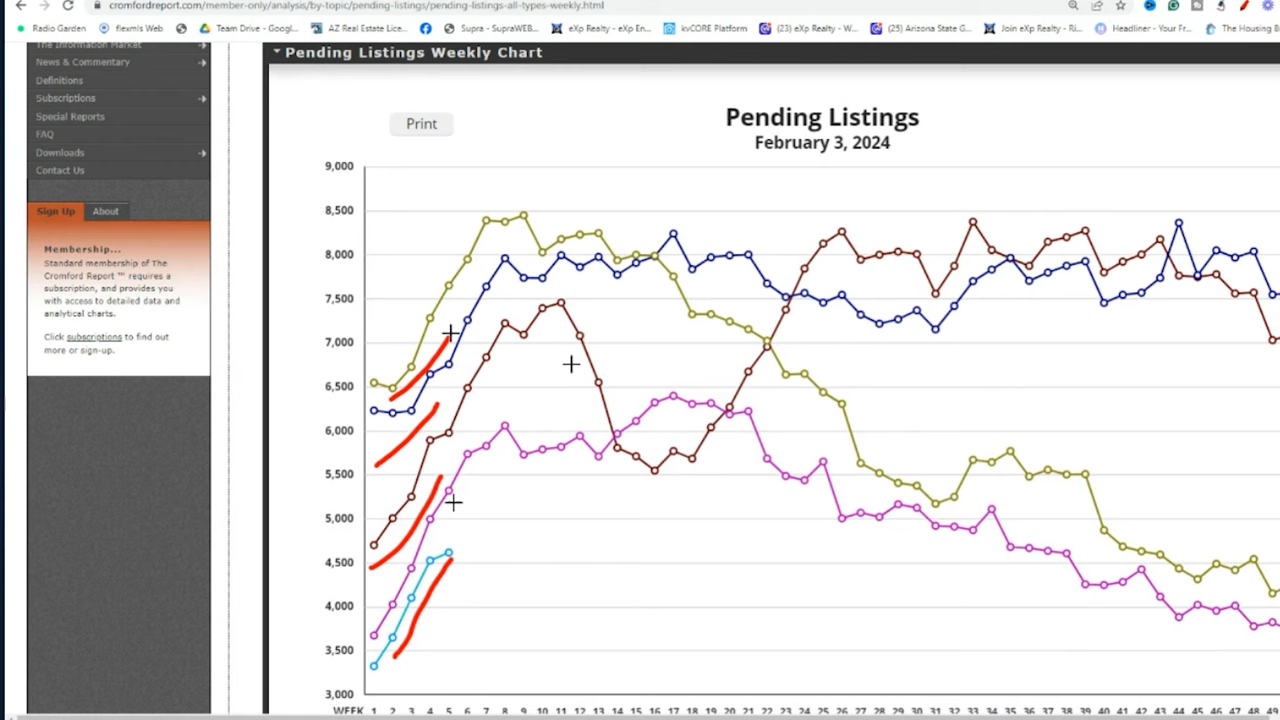 cromfordreport.com/member-only/analysis/by-topic/pending-listings/pending-listings-all-types-weekly.html
Radio Garden flexmls Web Team Drive - Googl... AZ Real Estate Lice... Supra - SupraWEB... eXp Realty - eXp En... kvCORE Platform (23) eXp Realty - W... (25) Arizona State G... Join eXp Realty - Ri... Headliner - Your Fr... The Housing B
The Information Market
News & Commentary
Definitions
Subscriptions
Special Reports
FAQ
Downloads
Contact Us
Sign Up About
Membership...
Standard membership of The
Cromford Report ™ requires a
subscription, and provides you
with access to detailed data and
analytical charts.
Click subscriptions to find out
more or sign-up.
Pending Listings Weekly Chart
Print
Pending Listings
February 3, 2024
9,000
8,500
8,000
7,500
7,000
6,500
6,000
5,500
5,000
4,500
4,000
3,500
3,000
WEEK 1 2 3 4 5 6 7 8 9 10 11 12 13 14 15 16 17 18 19 20 21 22 23 24 25 26 27 28 29 30 31 32 33 34 35 36 37 38 39 40 41 42 43 44 45 46 47 48 49